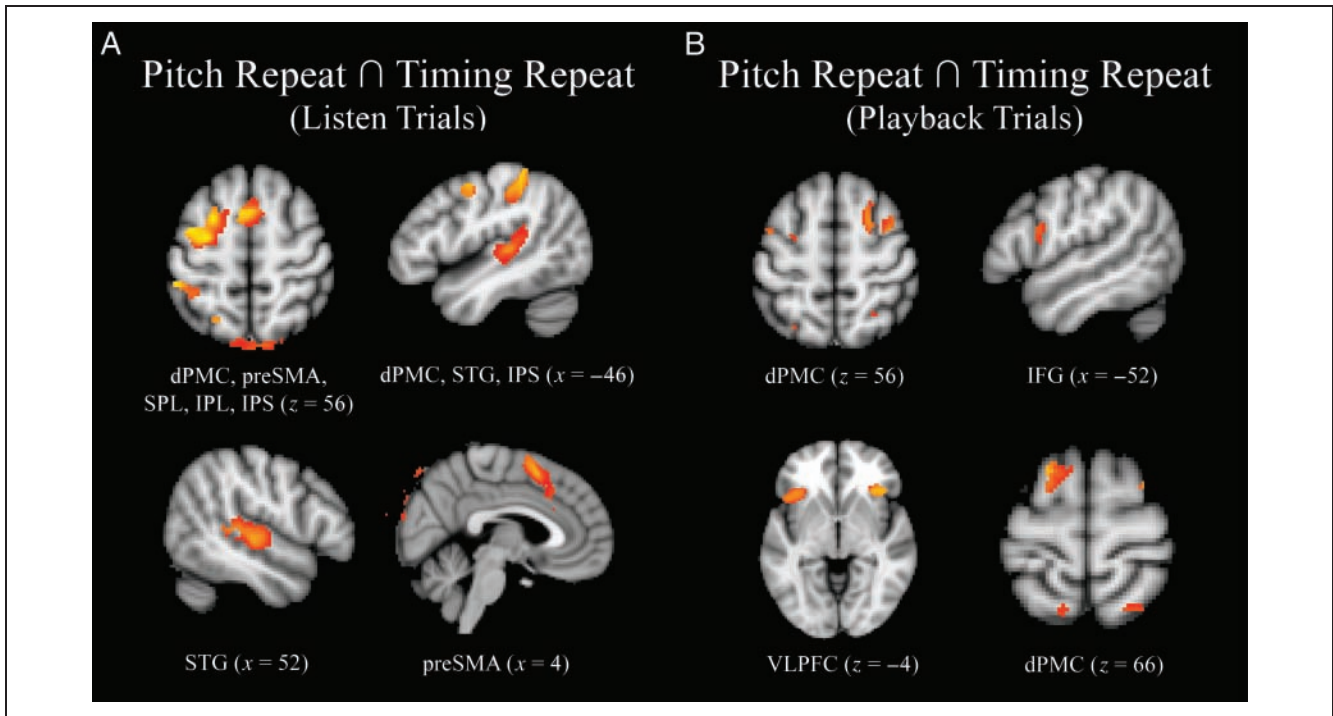 A
Pitch Repeat ∩ Timing Repeat
(Listen Trials)
dPMC, preSMA,
SPL, IPL, IPS (z = 56)
dPMC, STG, IPS (x = –46)
STG (x = 52)
preSMA (x = 4)
B
Pitch Repeat ∩ Timing Repeat
(Playback Trials)
dPMC (z = 56)
IFG (x = –52)
VLPFC (z = –4)
dPMC (z = 66)